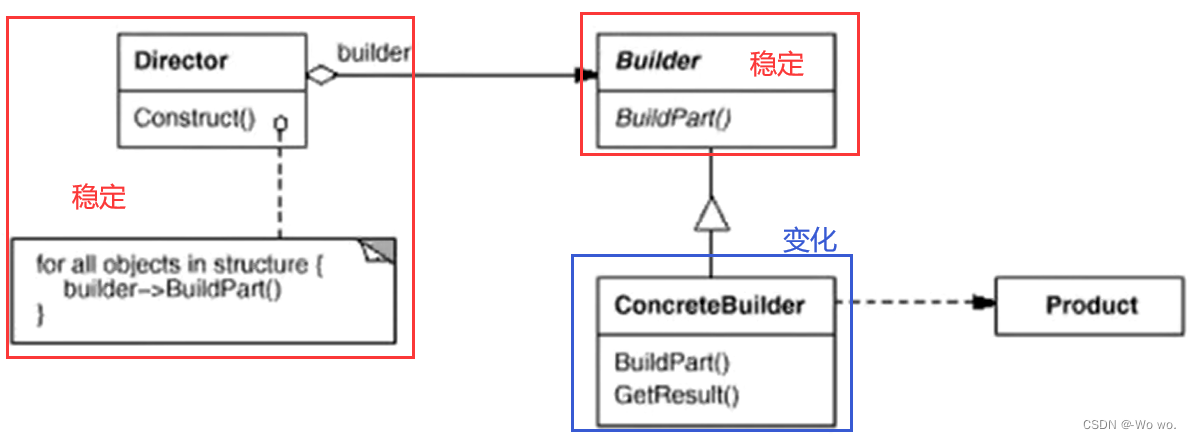 builder
Director
Construct()
稳定
for all objects in structure {
builder->BuildPart()
}
Builder
稳定
BuildPart()
变化
ConcreteBuilder
BuildPart()
GetResult()
Product
CSDN @-Wo wo.